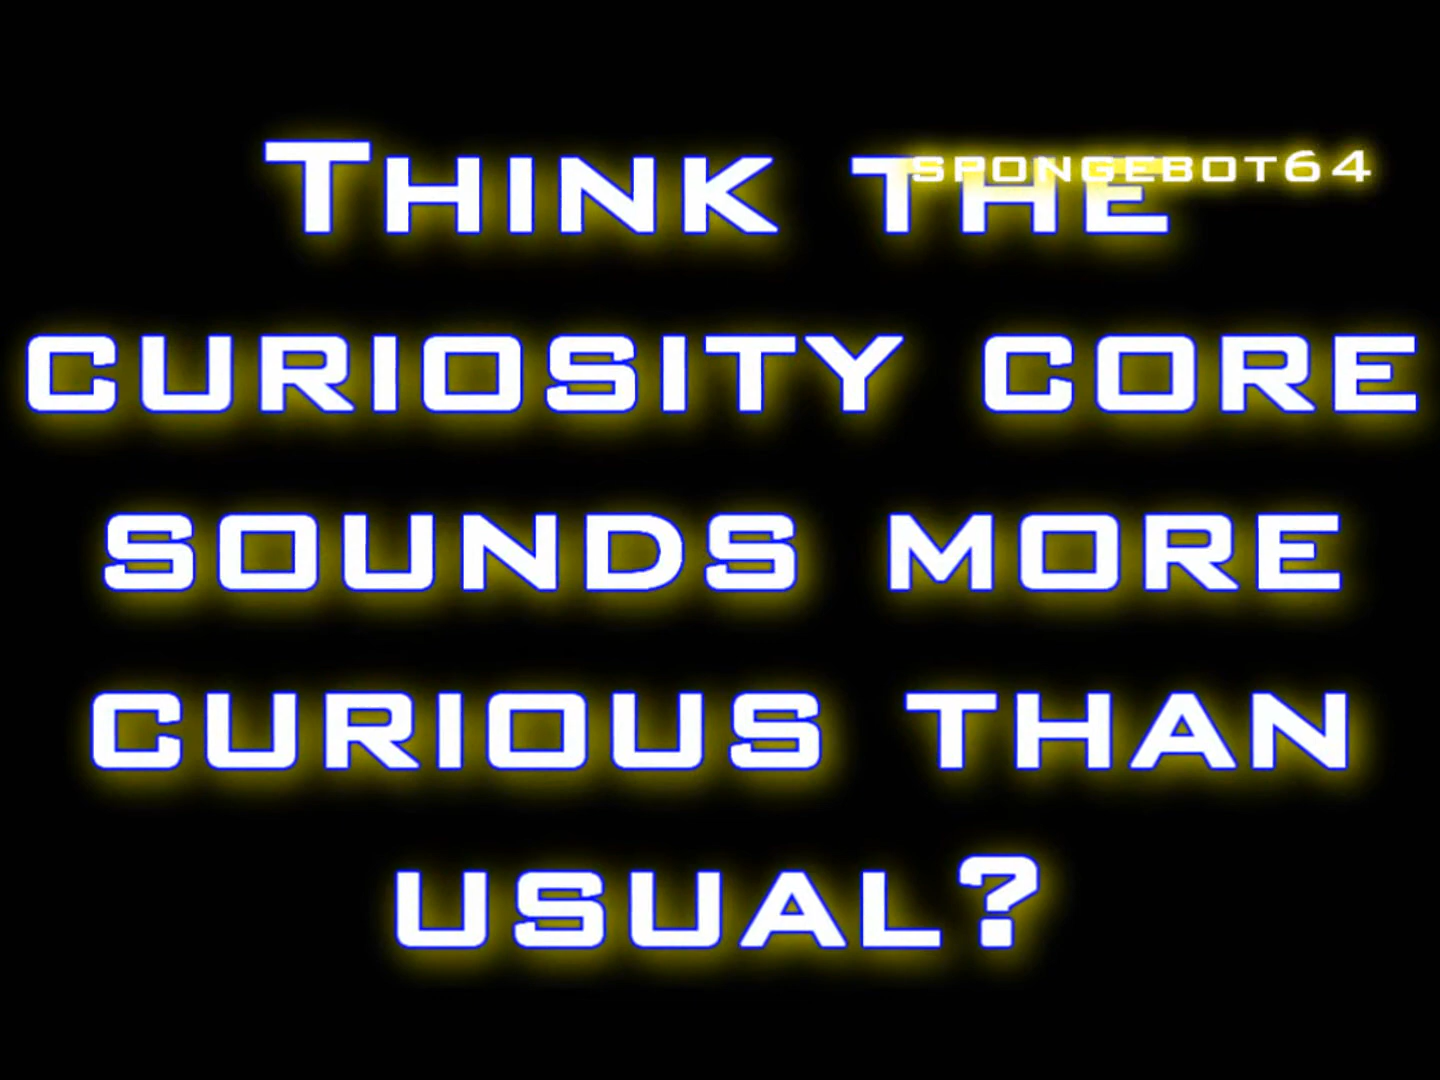 Think the
spongebot64
curiosity core
sounds more
curious than
usual?